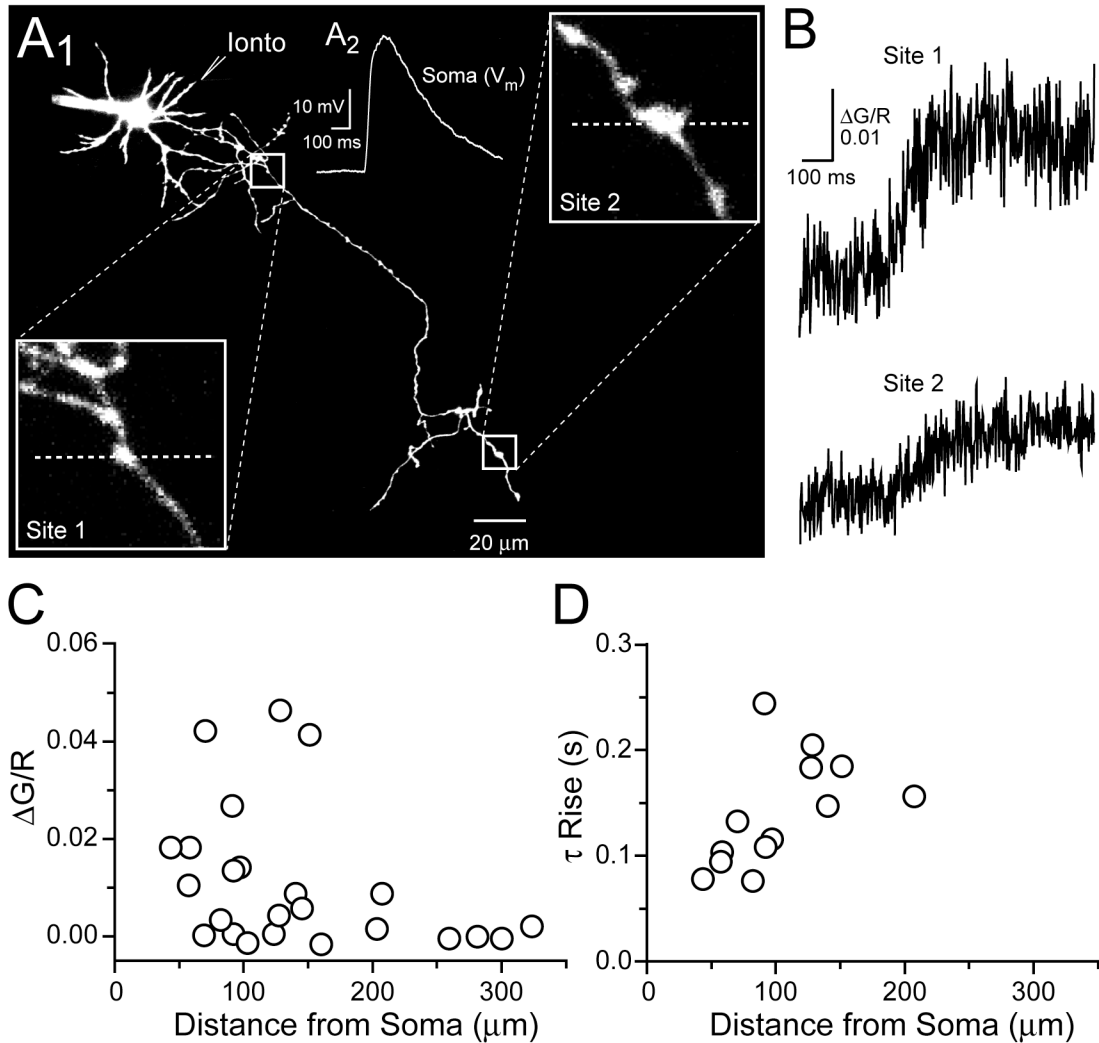 A1
Ionto
A2
Soma (Vm)
10 mV
100 ms
Site 2
Site 1
20 μm
B
Site 1
ΔG/R
0.01
100 ms
Site 2
C
0.06
0.04
0.02
0.00
ΔG/R
0 100 200 300
Distance from Soma (μm)
D
0.3
0.2
0.1
0.0
τ Rise (s)
0 100 200 300
Distance from Soma (μm)